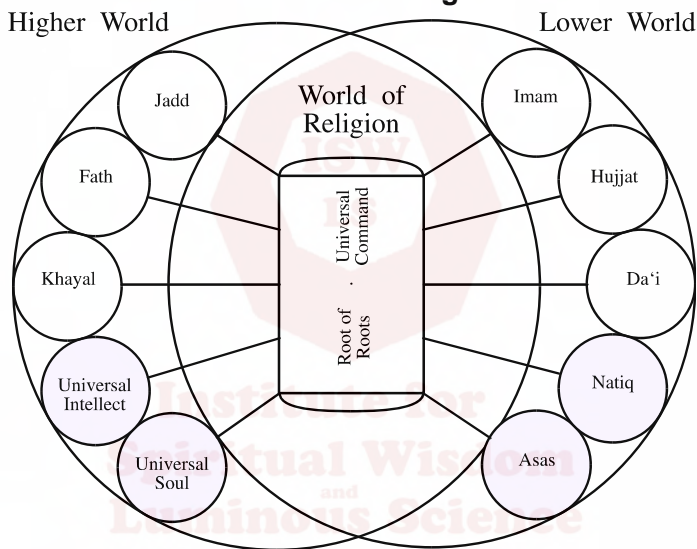 Higher World
Lower World
World of
Religion
Jadd
Fath
Khayal
Universal
Intellect
Universal
Soul
Universal
Command
Root of
Roots
Imam
Hujjat
Da‘i
Natiq
Asas
ISW
Institute for
Spiritual Wisdom
and
Luminous Science